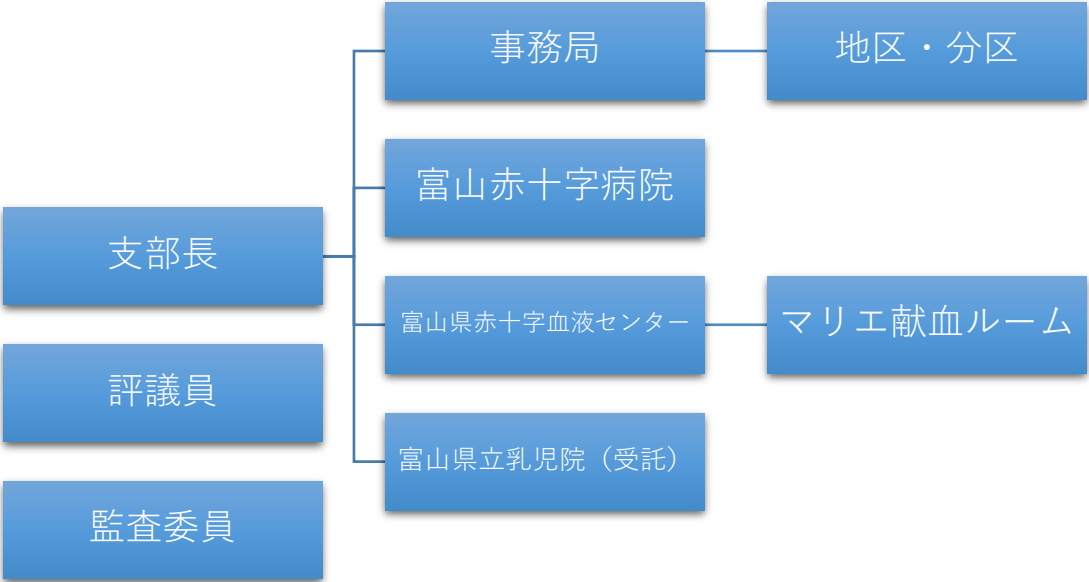 事務局
地区・分区
富山赤十字病院
支部長
富山県赤十字血液センター
マリエ献血ルーム
評議員
富山県立乳児院（受託）
監査委員